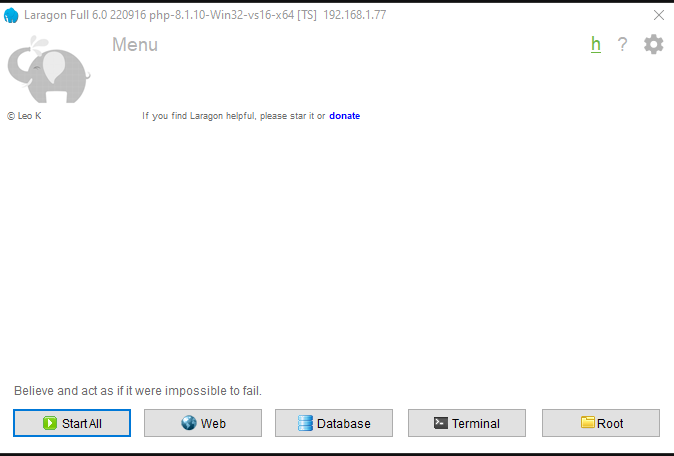 Laragon Full 6.0 220916 php-8.1.10-Win32-vs16-x64 [TS] 192.168.1.77
Menu
h ?
© Leo K
If you find Laragon helpful, please star it or donate
Believe and act as if it were impossible to fail.
Start All Web Database Terminal Root